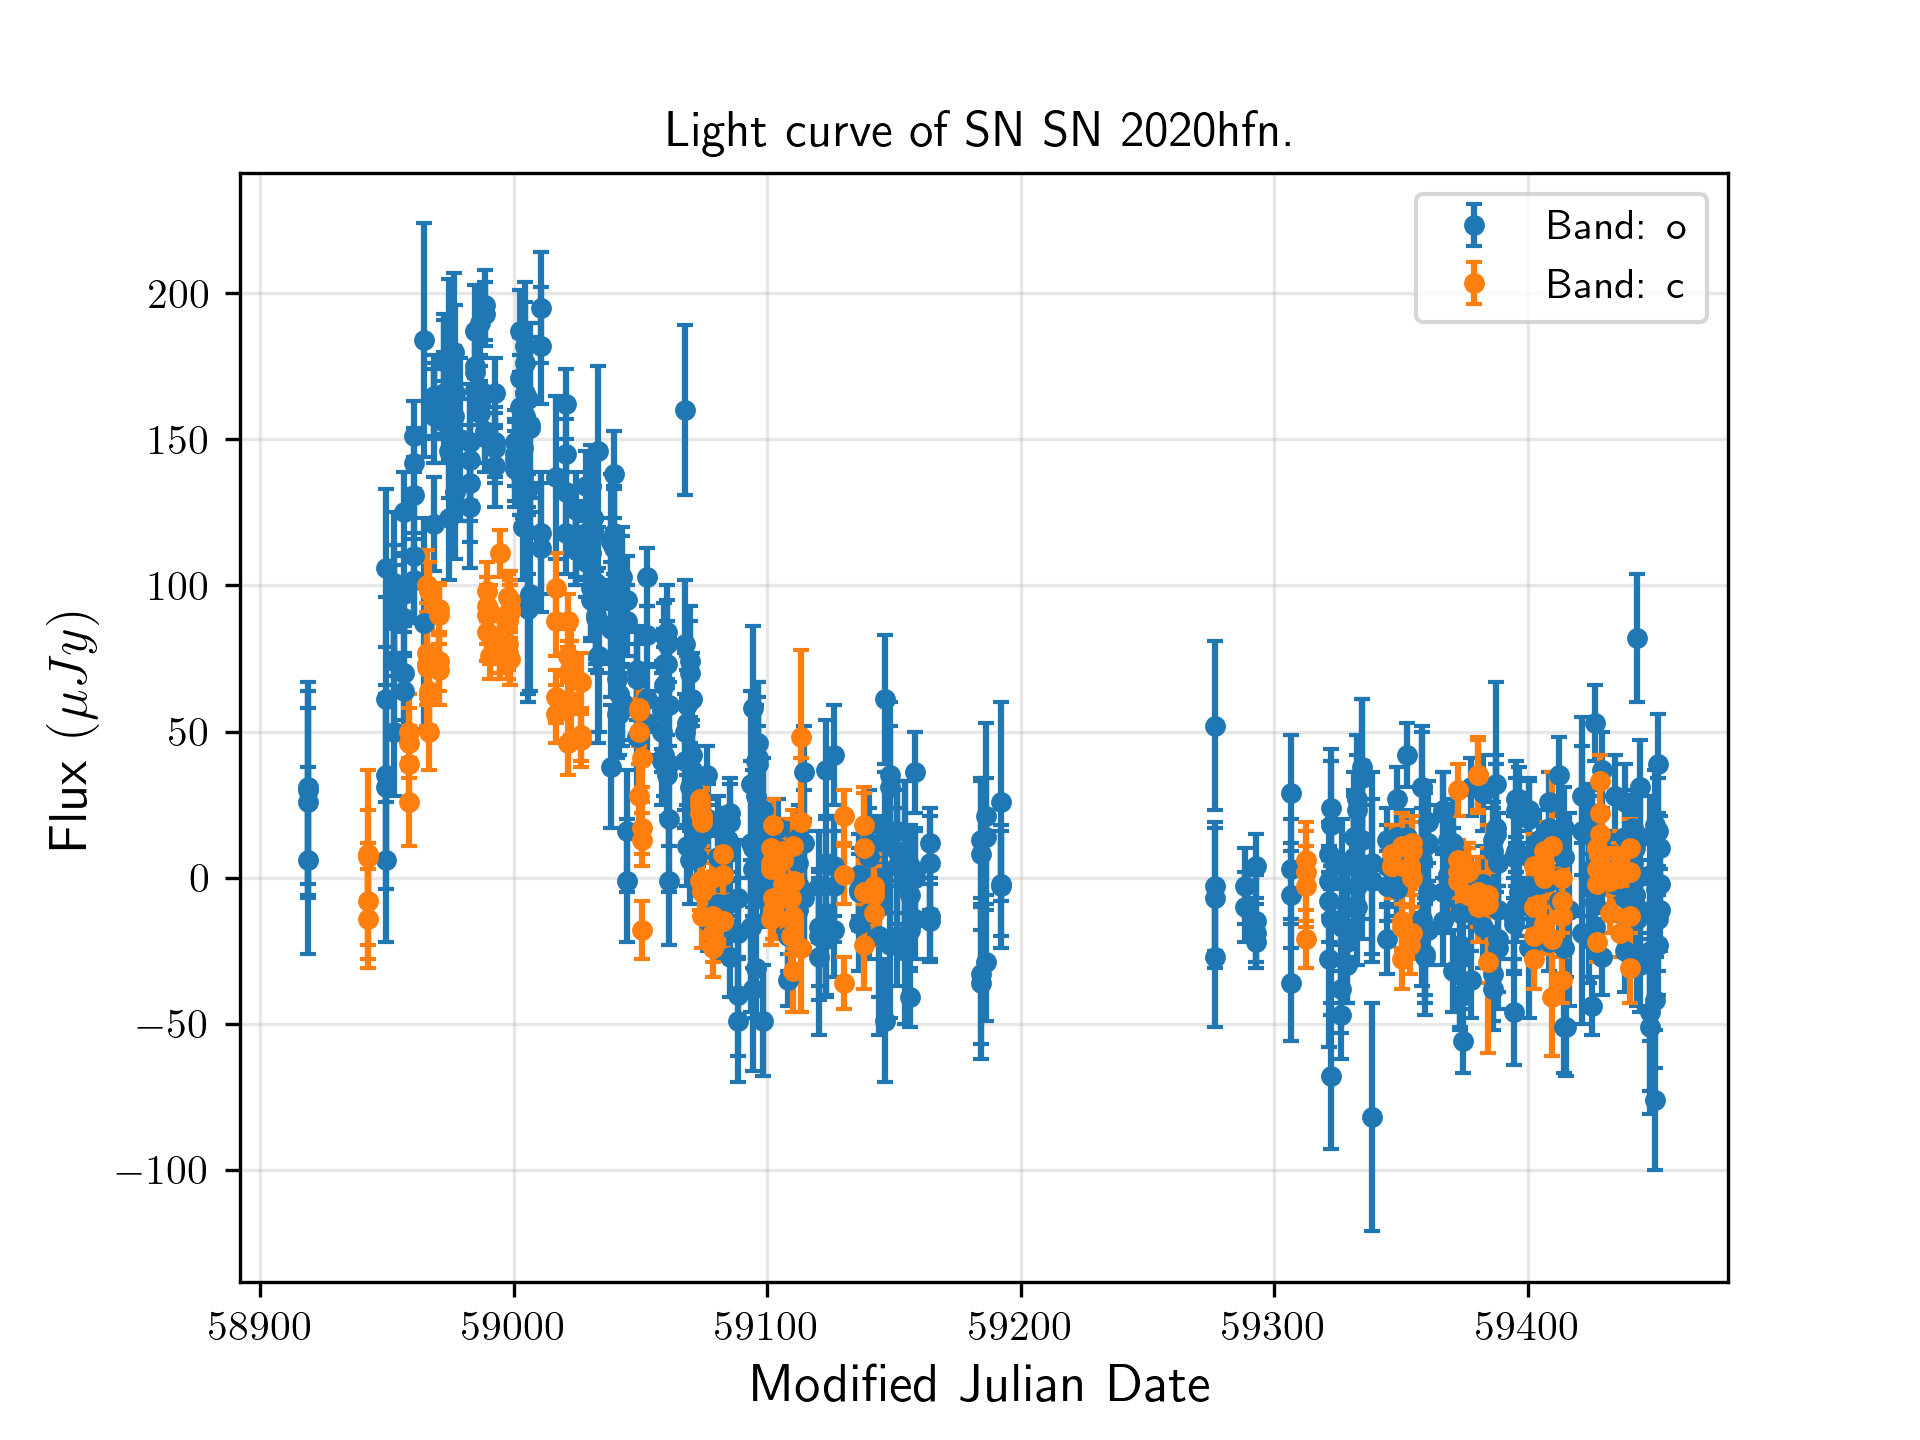 Light curve of SN SN 2020hfn.
Band: o
Band: c
200
150
100
50
0
−50
−100
Flux (μJy)
58900 59000 59100 59200 59300 59400
Modified Julian Date